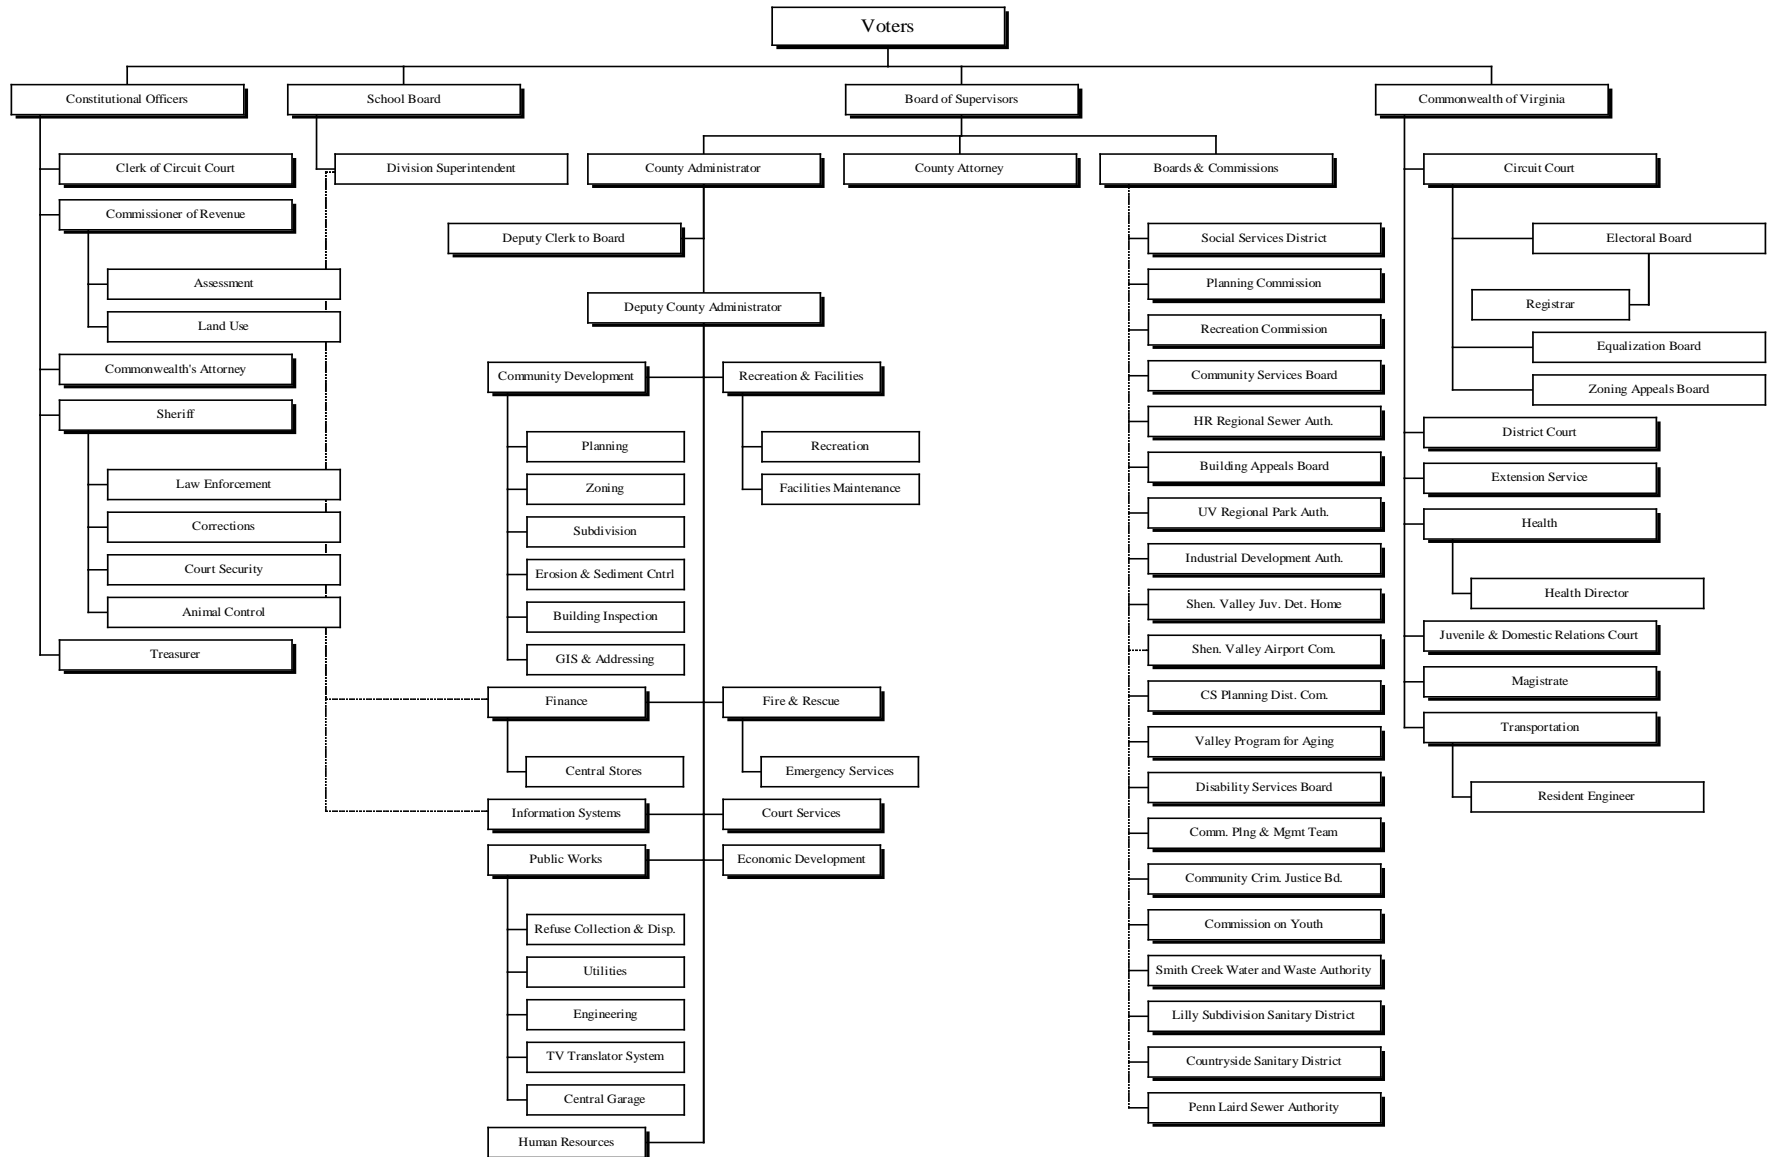 Voters
Constitutional Officers
School Board
Board of Supervisors
Commonwealth of Virginia
Clerk of Circuit Court
Commissioner of Revenue
Assessment
Land Use
Commonwealth's Attorney
Sheriff
Law Enforcement
Corrections
Court Security
Animal Control
Treasurer
Division Superintendent
County Administrator
County Attorney
Boards & Commissions
Deputy Clerk to Board
Deputy County Administrator
Community Development
Recreation & Facilities
Planning
Zoning
Subdivision
Erosion & Sediment Cntrl
Building Inspection
GIS & Addressing
Recreation
Facilities Maintenance
Finance
Fire & Rescue
Central Stores
Emergency Services
Information Systems
Court Services
Public Works
Economic Development
Refuse Collection & Disp.
Utilities
Engineering
TV Translator System
Central Garage
Human Resources
Social Services District
Planning Commission
Recreation Commission
Community Services Board
HR Regional Sewer Auth.
Building Appeals Board
UV Regional Park Auth.
Industrial Development Auth.
Shen. Valley Juv. Det. Home
Shen. Valley Airport Com.
CS Planning Dist. Com.
Valley Program for Aging
Disability Services Board
Comm. Plng & Mgmt Team
Community Crim. Justice Bd.
Commission on Youth
Smith Creek Water and Waste Authority
Lilly Subdivision Sanitary District
Countryside Sanitary District
Penn Laird Sewer Authority
Circuit Court
Electoral Board
Registrar
Equalization Board
Zoning Appeals Board
District Court
Extension Service
Health
Health Director
Juvenile & Domestic Relations Court
Magistrate
Transportation
Resident Engineer